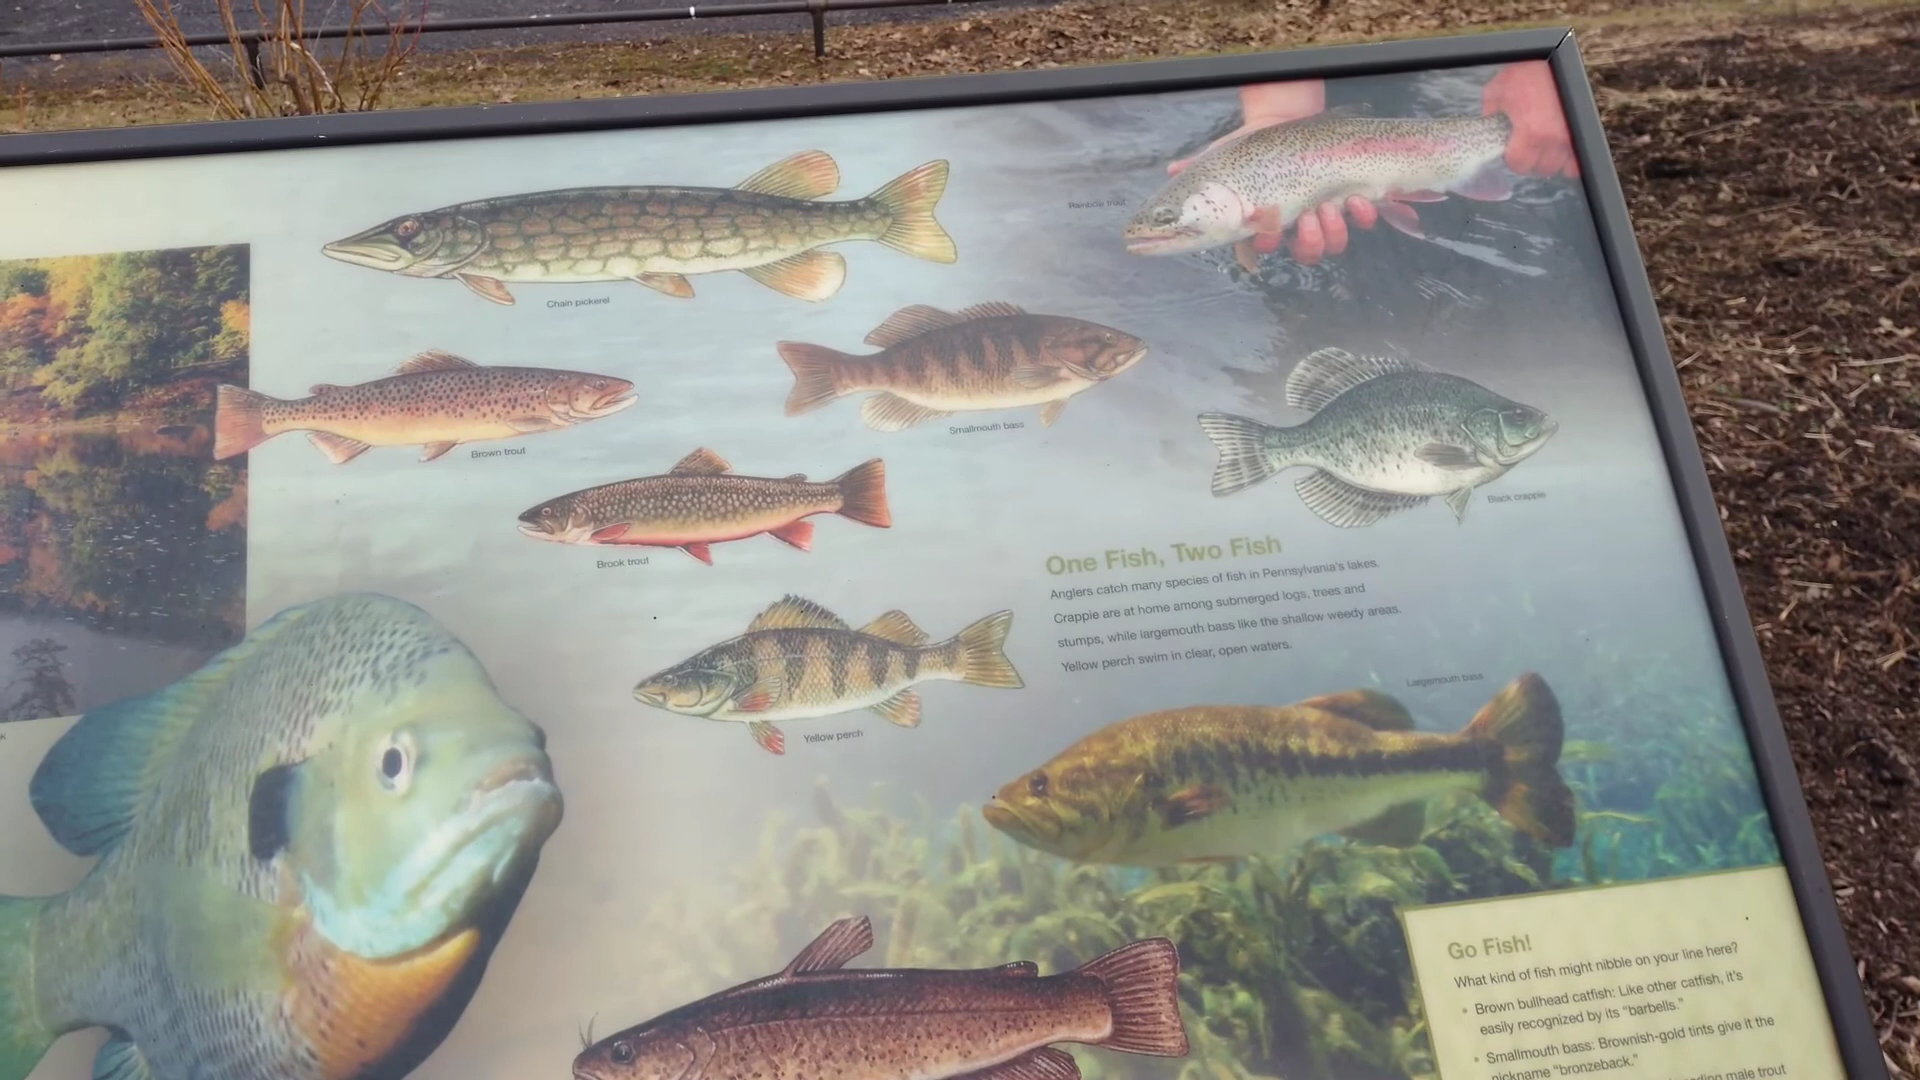 Rainbow trout
Chain pickerel
Smallmouth bass
Brown trout
Black crappie
Brook trout
One Fish, Two Fish
Anglers catch many species of fish in Pennsylvania's lakes.
Crappie are at home among submerged logs, trees and
stumps, while largemouth bass like the shallow weedy areas.
Yellow perch swim in clear, open waters.
Largemouth bass
Yellow perch
Go Fish!
What kind of fish might nibble on your line here?
• Brown bullhead catfish: Like other catfish, it's
easily recognized by its "barbells."
• Smallmouth bass: Brownish-gold tints give it the
nickname "bronzeback."
male trout